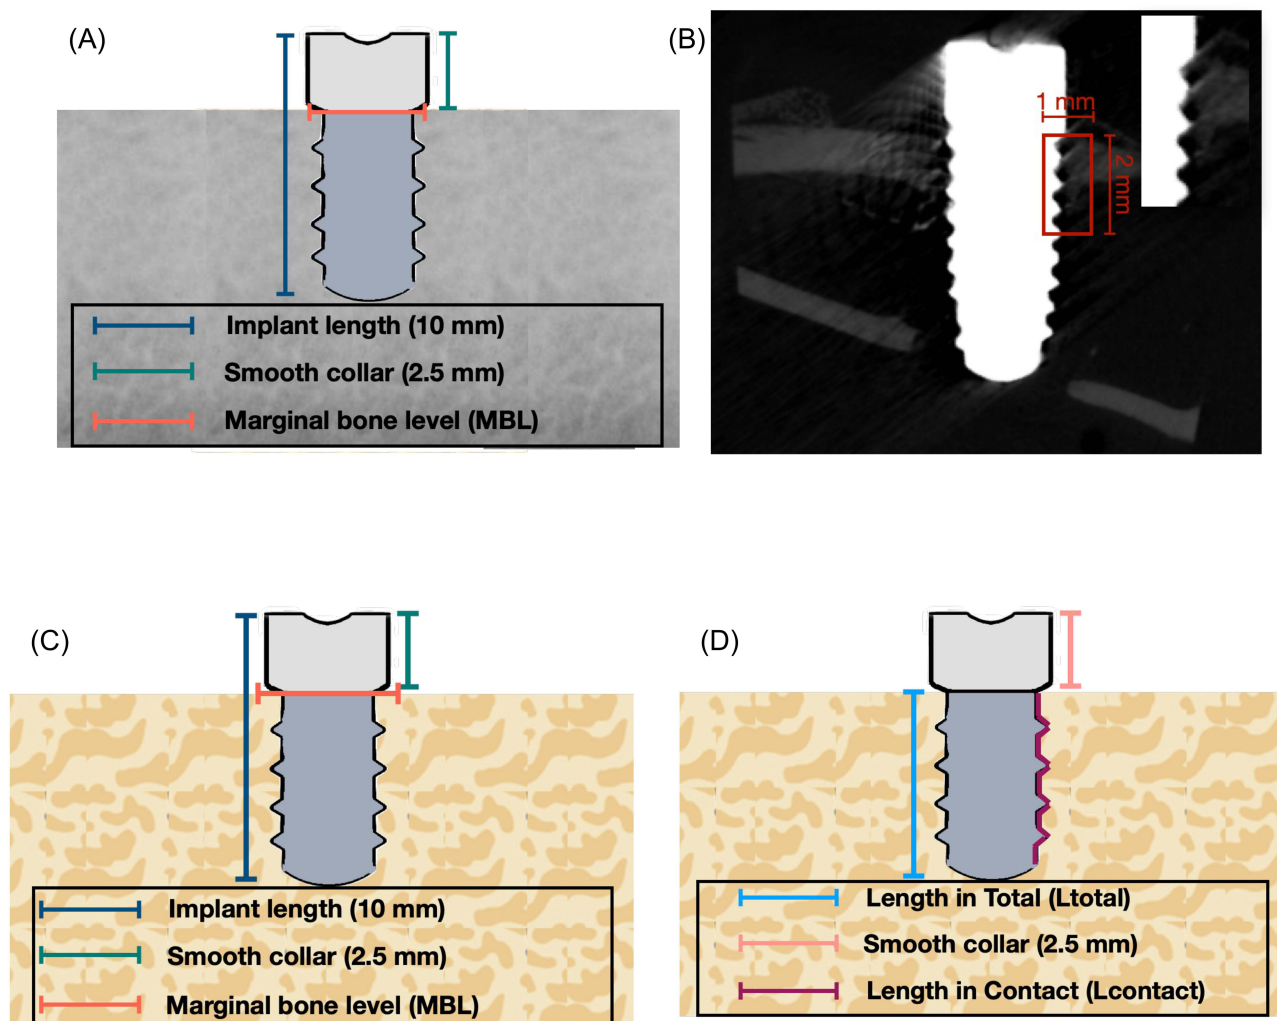 (A)
Implant length (10 mm)
Smooth collar (2.5 mm)
Marginal bone level (MBL)
(B)
1 mm
2 mm
(C)
Implant length (10 mm)
Smooth collar (2.5 mm)
Marginal bone level (MBL)
(D)
Length in Total (Ltotal)
Smooth collar (2.5 mm)
Length in Contact (Lcontact)